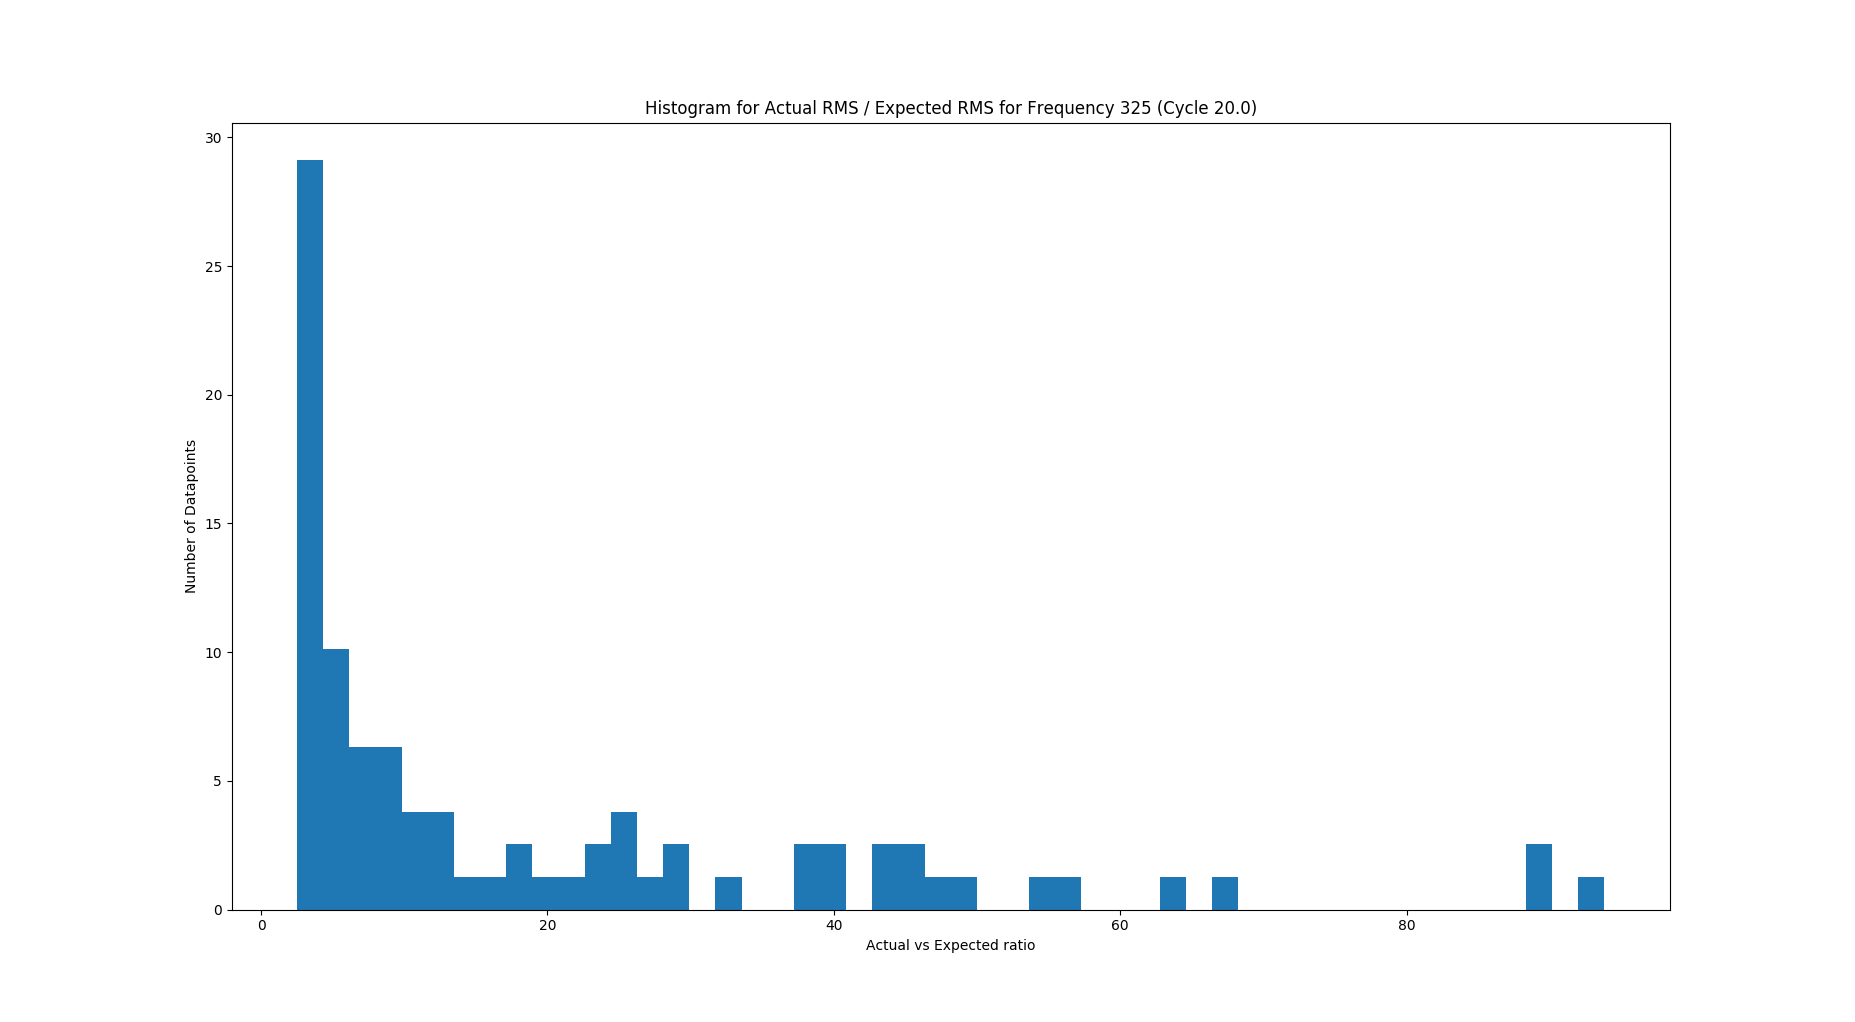 Histogram for Actual RMS / Expected RMS for Frequency 325 (Cycle 20.0)
30
25
20
15
10
5
0
Number of Datapoints
0 20 40 60 80
Actual vs Expected ratio